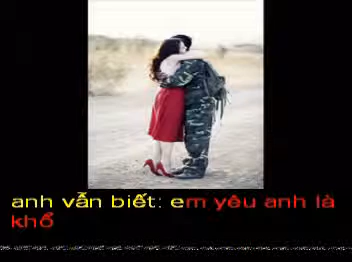 anh vẫn biết: em yêu anh là
khổ